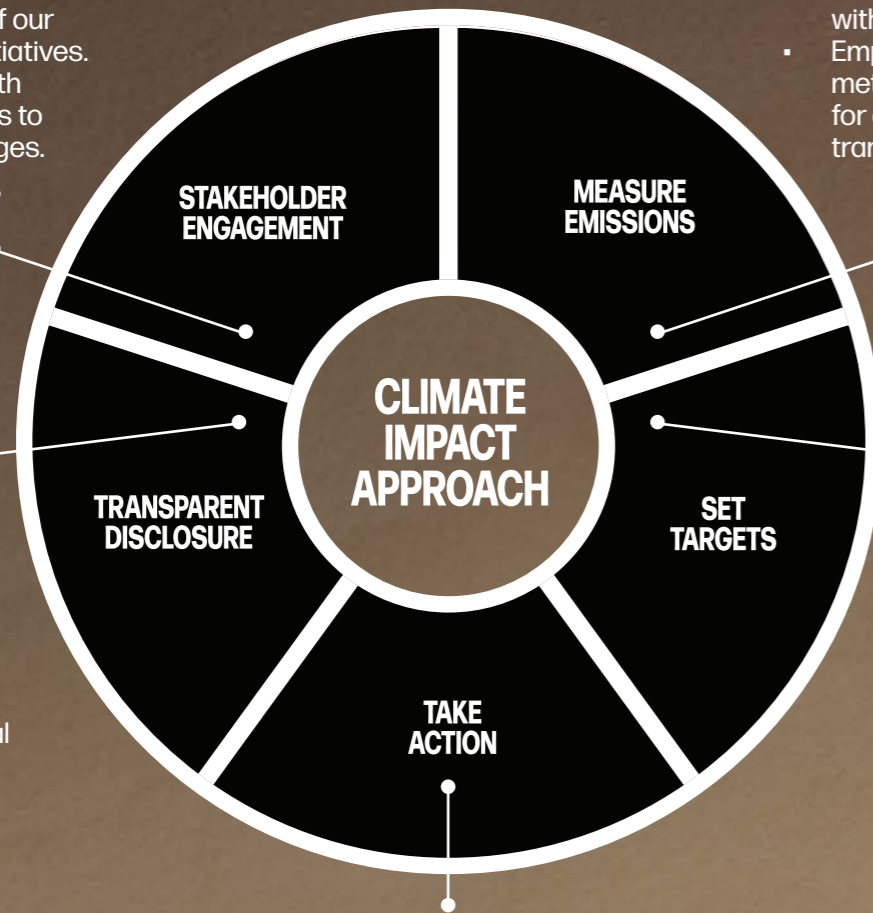 f our
tiatives.
th
s to
ges.
with
▪ Emp
met
for
tran
STAKEHOLDER
ENGAGEMENT
MEASURE
EMISSIONS
CLIMATE
IMPACT
APPROACH
TRANSPARENT
DISCLOSURE
SET
TARGETS
TAKE
ACTION
al